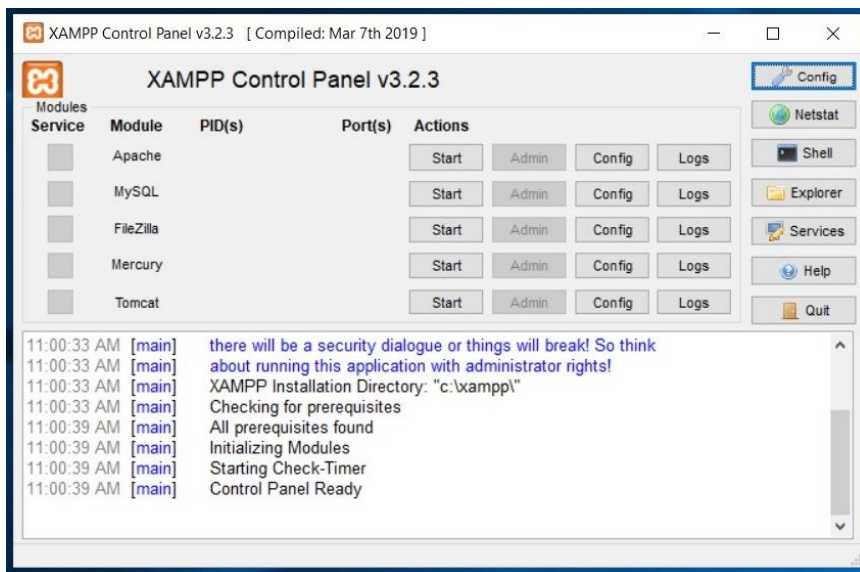 XAMPP Control Panel v3.2.3 [ Compiled: Mar 7th 2019 ]
XAMPP Control Panel v3.2.3
Config
Netstat
Shell
Explorer
Services
Help
Quit
Modules
Service Module PID(s) Port(s) Actions
Apache Start Admin Config Logs
MySQL Start Admin Config Logs
FileZilla Start Admin Config Logs
Mercury Start Admin Config Logs
Tomcat Start Admin Config Logs
11:00:33 AM [main] there will be a security dialogue or things will break! So think
11:00:33 AM [main] about running this application with administrator rights!
11:00:33 AM [main] XAMPP Installation Directory: "c:\xampp\"
11:00:33 AM [main] Checking for prerequisites
11:00:39 AM [main] All prerequisites found
11:00:39 AM [main] Initializing Modules
11:00:39 AM [main] Starting Check-Timer
11:00:39 AM [main] Control Panel Ready